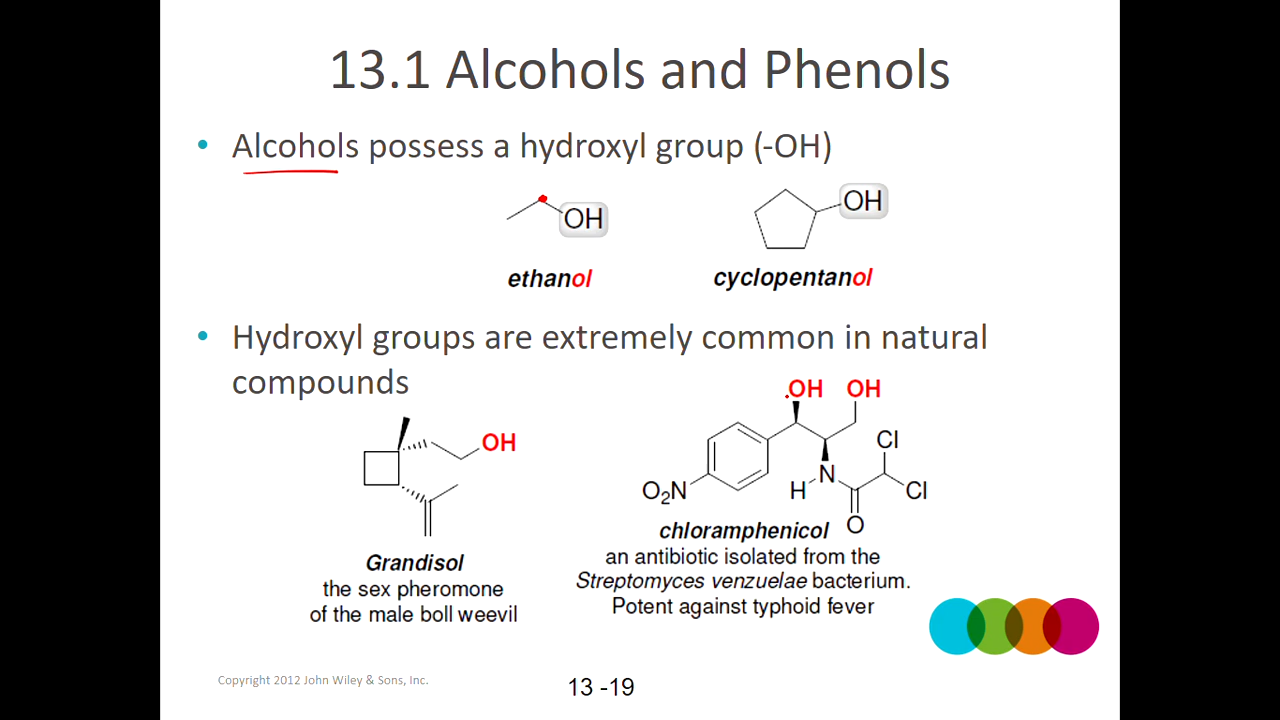 13.1 Alcohols and Phenols
• Alcohols possess a hydroxyl group (-OH)
OH
OH
ethanol
cyclopentanol
• Hydroxyl groups are extremely common in natural
compounds
OH
OH OH
Cl
Cl
N
H
O₂N
O
Grandisol
the sex pheromone
of the male boll weevil
chloramphenicol
an antibiotic isolated from the
Streptomyces venzuelae bacterium.
Potent against typhoid fever
Copyright 2012 John Wiley & Sons, Inc.
13 -19